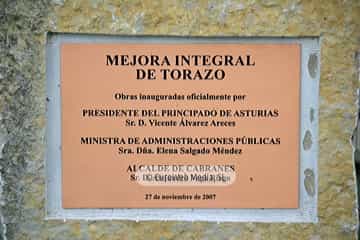 MEJORA INTEGRAL
DE TORAZO
Obras inauguradas oficialmente por
PRESIDENTE DEL PRINCIPADO DE ASTURIAS
Sr. D. Vicente Álvarez Areces
MINISTRA DE ADMINISTRACIONES PÚBLICAS
Sra. Dña. Elena Salgado Méndez
ALCALDE DE CABRANES
Sr. D.
27 de noviembre de 2007